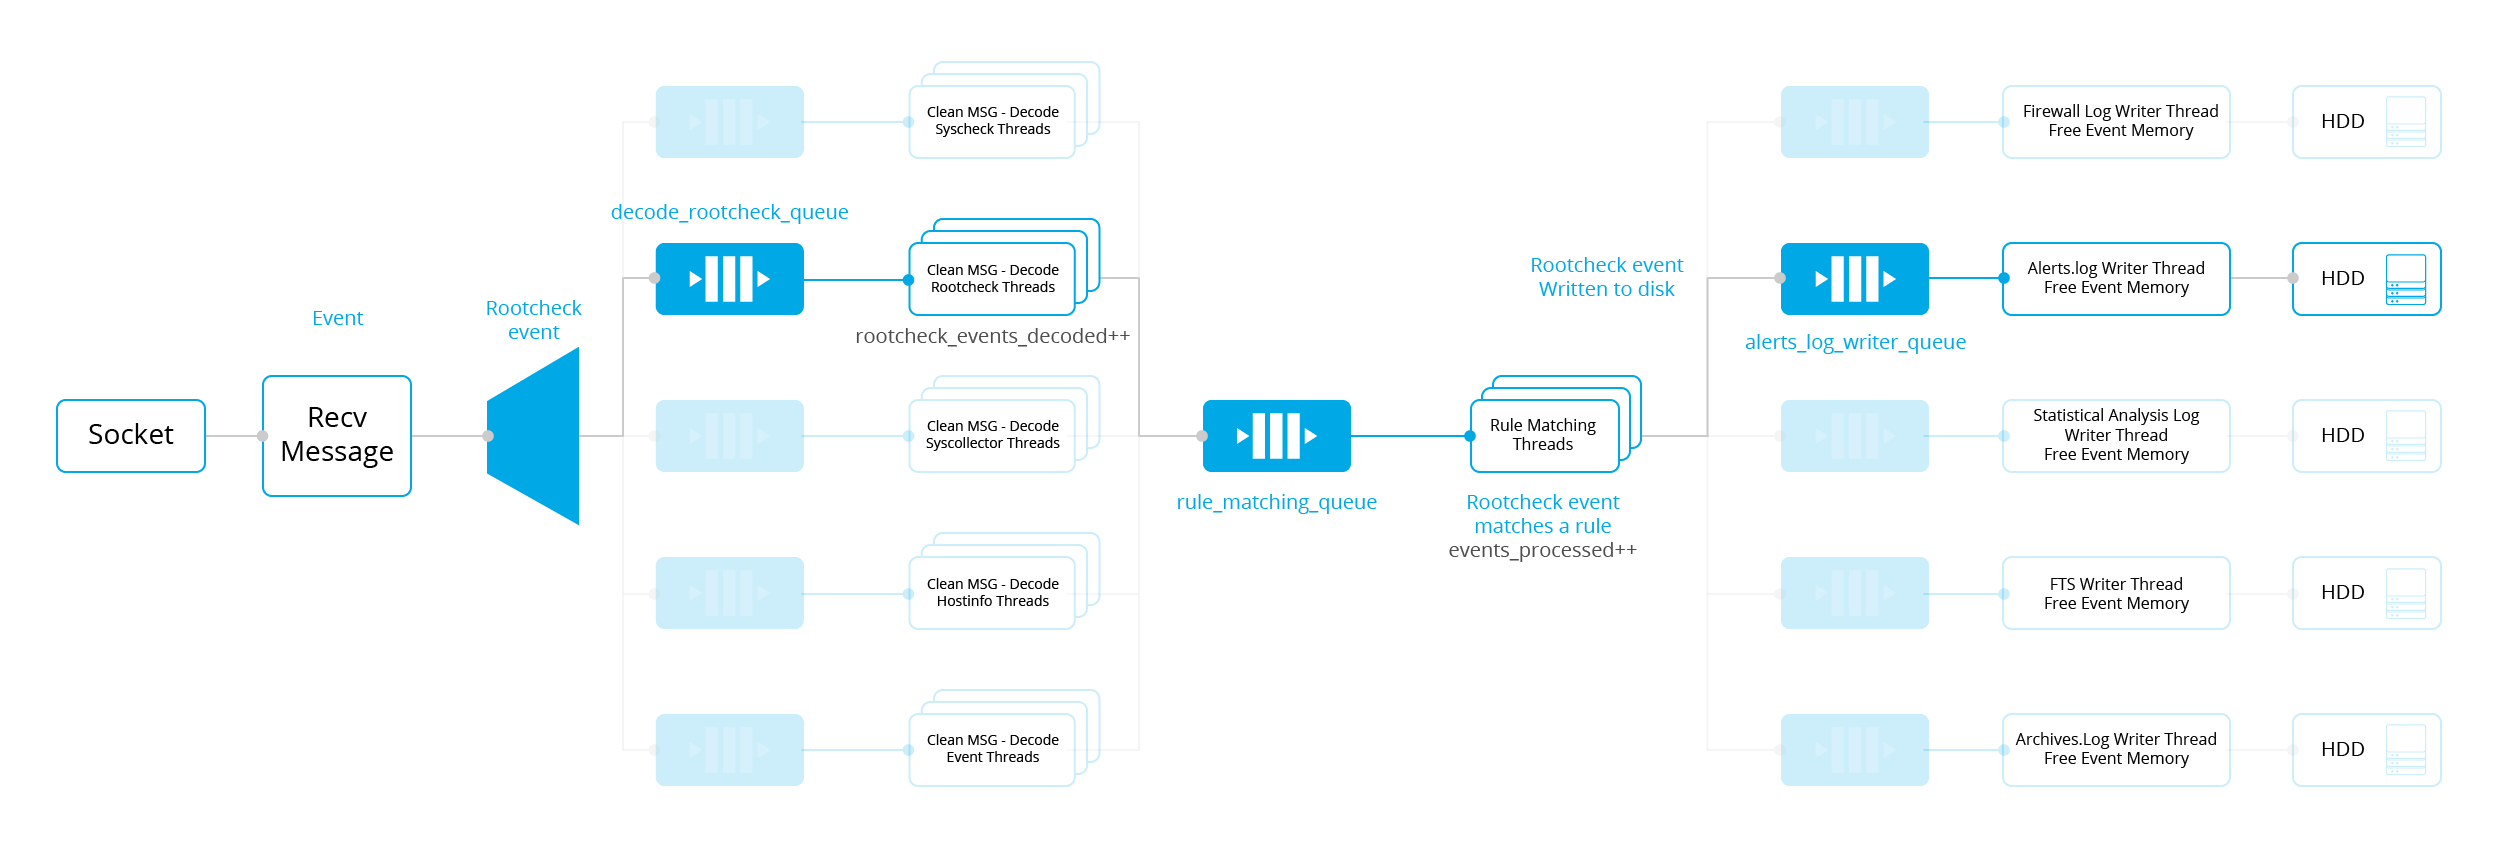 Socket
Event
Recv
Message
Rootcheck
event
Clean MSG - Decode
Syscheck Threads
decode_rootcheck_queue
Clean MSG - Decode
Rootcheck Threads
rootcheck_events_decoded++
Clean MSG - Decode
Syscollector Threads
Clean MSG - Decode
Hostinfo Threads
Clean MSG - Decode
Event Threads
rule_matching_queue
Rule Matching
Threads
Rootcheck event
matches a rule
events_processed++
Rootcheck event
Written to disk
Firewall Log Writer Thread
Free Event Memory
HDD
alerts_log_writer_queue
Alerts.log Writer Thread
Free Event Memory
HDD
Statistical Analysis Log
Writer Thread
Free Event Memory
HDD
FTS Writer Thread
Free Event Memory
HDD
Archives.Log Writer Thread
Free Event Memory
HDD